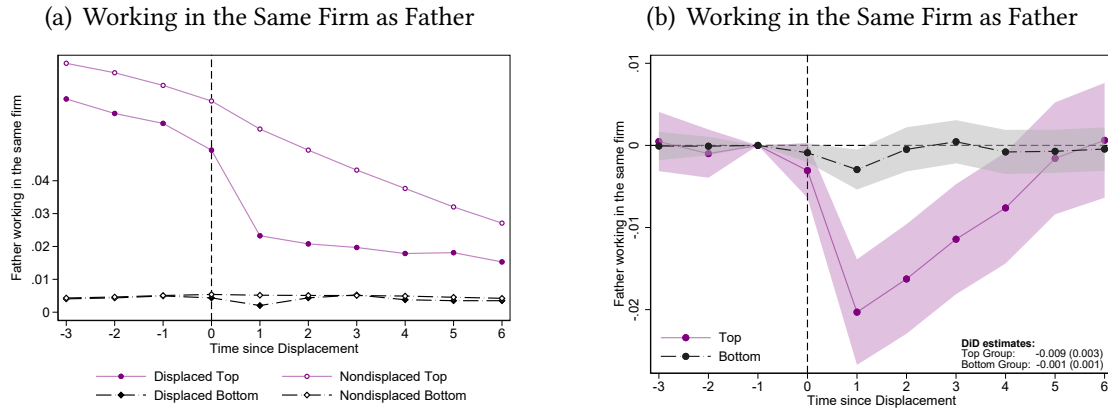 (a) Working in the Same Firm as Father
Father working in the same firm
.04
.03
.02
.01
0
-3 -2 -1 0 1 2 3 4 5 6
Time since Displacement
Displaced Top Nondisplaced Top
Displaced Bottom Nondisplaced Bottom
(b) Working in the Same Firm as Father
Father working in the same firm
.01
0
-.01
-.02
Top
Bottom
DiD estimates:
Top Group: -0.009 (0.003)
Bottom Group: -0.001 (0.001)
-3 -2 -1 0 1 2 3 4 5 6
Time since Displacement